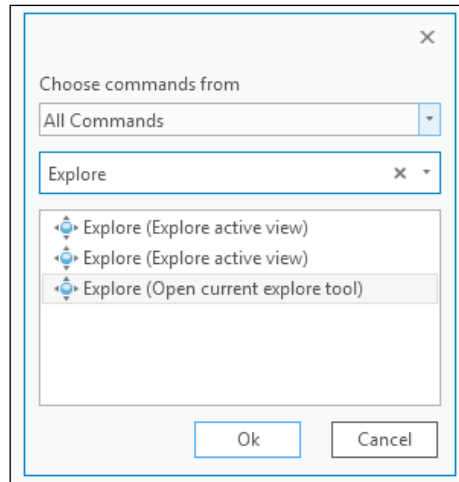 Choose commands from
All Commands
Explore
Explore (Explore active view)
Explore (Explore active view)
Explore (Open current explore tool)
Ok
Cancel